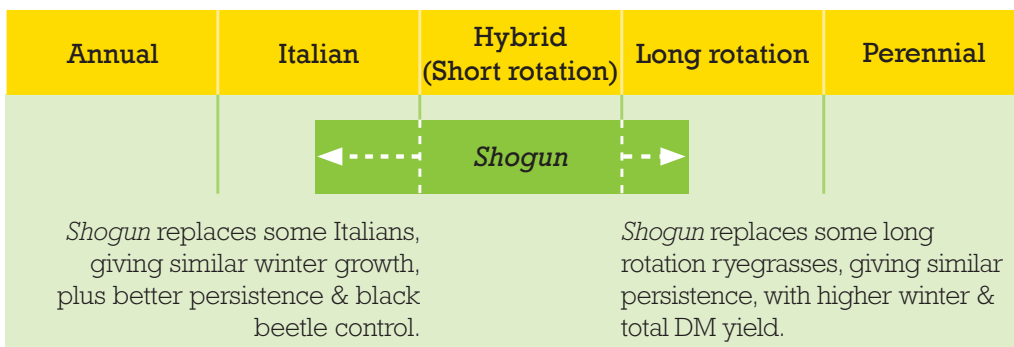 Annual
Italian
Hybrid
(Short rotation)
Long rotation
Perennial
Shogun
Shogun replaces some Italians,
giving similar winter growth,
plus better persistence & black
beetle control.
Shogun replaces some long
rotation ryegrasses, giving similar
persistence, with higher winter &
total DM yield.